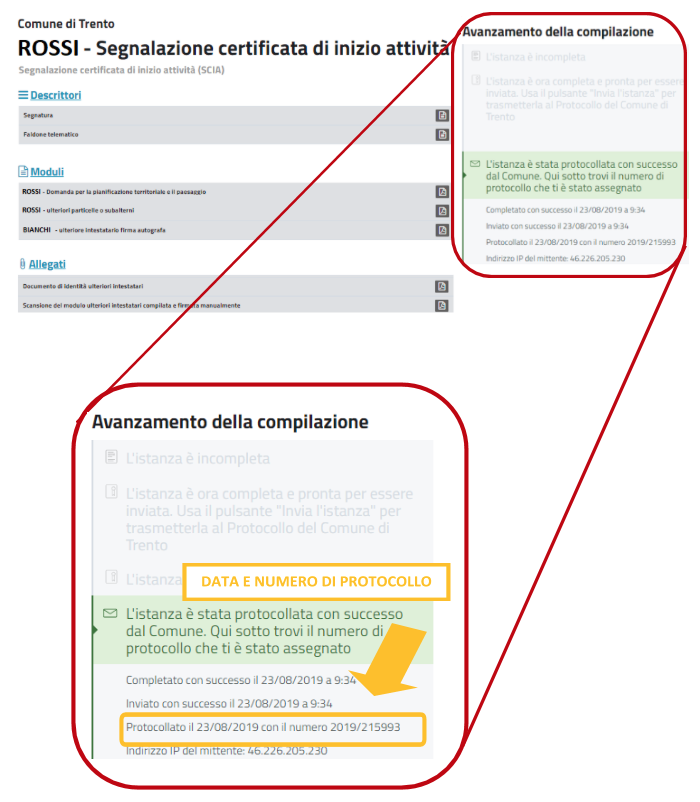 Comune di Trento
ROSSI - Segnalazione certificata di inizio attività
Segnalazione certificata di inizio attività (SCIA)
Descrittori
Segnatura
Faldone telematico
Moduli
ROSSI - Domanda per la pianificazione territoriale e il paesaggio
ROSSI - ulteriori particelle o subalterni
BIANCHI - ulteriore intestatario firma autografa
Allegati
Documento di identità ulteriori intestatari
Scansione del modulo ulteriori intestatari compilata e firmata manualmente
Avanzamento della compilazione
L'istanza è incompleta
L'istanza è ora completa e pronta per essere
inviata. Usa il pulsante "Invia l'istanza" per
trasmetterla al Protocollo del Comune di
Trento
L'istanza è stata protocollata con successo
dal Comune. Qui sotto trovi il numero di
protocollo che ti è stato assegnato
Completato con successo il 23/08/2019 a 9:34
Inviato con successo il 23/08/2019 a 9:34
Protocollato il 23/08/2019 con il numero 2019/215993
Indirizzo IP del mittente: 46.226.205.230
Avanzamento della compilazione
L'istanza è incompleta
L'istanza è ora completa e pronta per essere
inviata. Usa il pulsante "Invia l'istanza" per
trasmetterla al Protocollo del Comune di
Trento
L'istanza
DATA E NUMERO DI PROTOCOLLO
L'istanza è stata protocollata con successo
dal Comune. Qui sotto trovi il numero di
protocollo che ti è stato assegnato
Completato con successo il 23/08/2019 a 9:34
Inviato con successo il 23/08/2019 a 9:34
Protocollato il 23/08/2019 con il numero 2019/215993
Indirizzo IP del mittente: 46.226.205.230